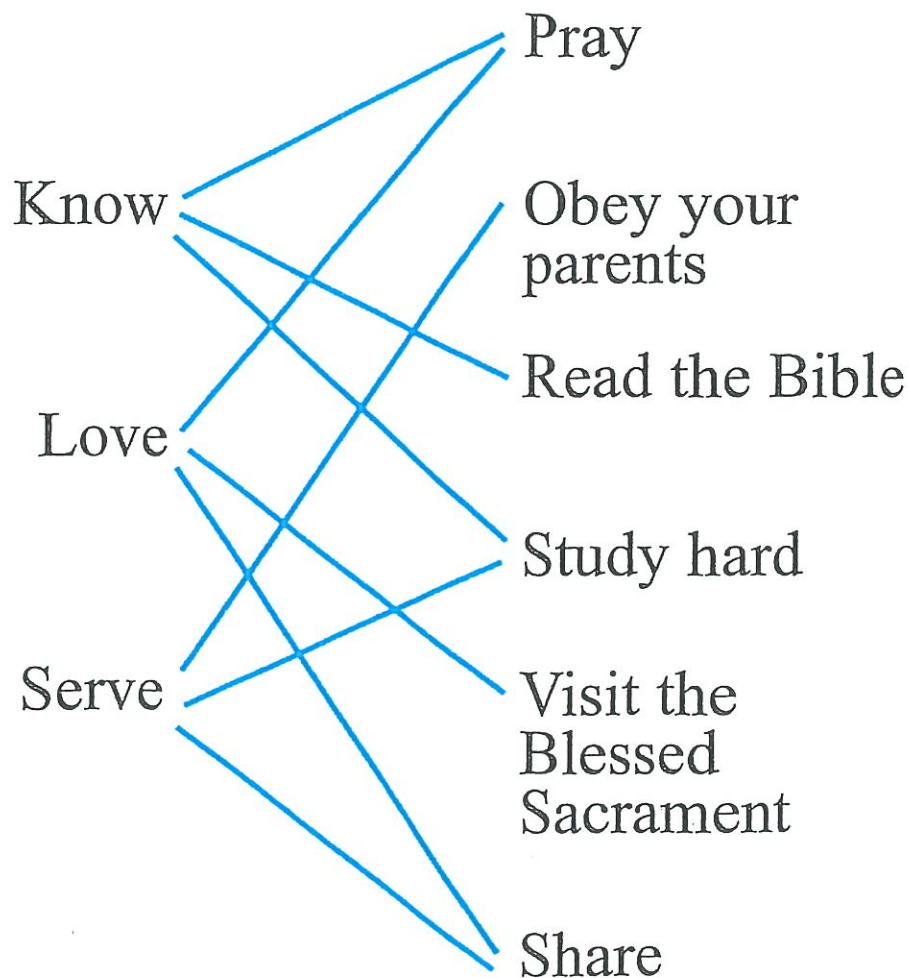 Pray
Know
Obey your
parents
Read the Bible
Love
Study hard
Serve
Visit the
Blessed
Sacrament
Share